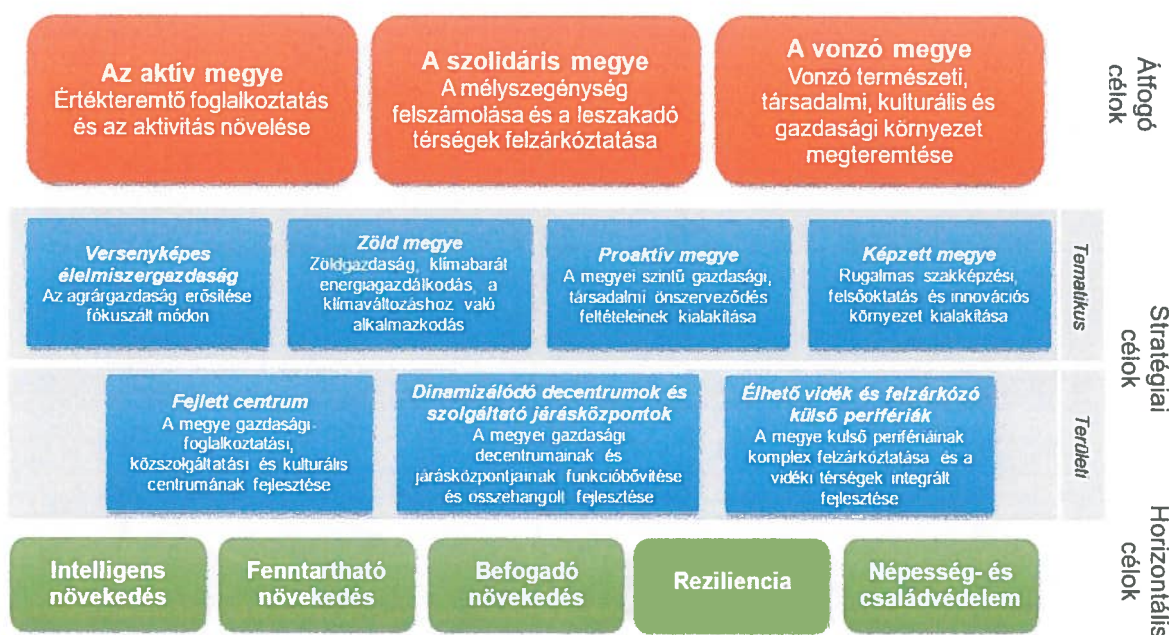 Az aktív megye
Értékteremtő foglalkoztatás
és az aktivitás növelése
A szolidáris megye
A mélyszegénység
felszámolása és a leszakadó
térségek felzárkóztatása
A vonzó megye
Vonzó természeti,
társadalmi, kulturális és
gazdasági környezet
megteremtése
Átfogó
célok
Versenyképes
élelmiszergazdaság
Az agrárgazdaság erősítése
fókuszált módon
Zöld megye
Zöldgazdaság, klímabarát
energiagazdálkodás, a
klímaváltozáshoz való
alkalmazkodás
Proaktív megye
A megyei szintű gazdasági,
társadalmi önszerveződés
feltételeinek kialakítása
Képzett megye
Rugalmas szakképzési,
felsőoktatás és innovációs
környezet kialakítása
Tematikus
Stratégiai
célok
Fejlett centrum
A megye gazdasági-
foglalkoztatási,
közszolgáltatási és kulturális
centrumának fejlesztése
Dinamizálódó decentrumok és
szolgáltató járásközpontok
A megyei gazdasági
decentrumainak és
járásközpontjainak funkcióbővítése
és összehangolt fejlesztése
Élhető vidék és felzárkózó
külső perifériák
A megye külső perifériáinak
komplex felzárkóztatása és a
vidéki térségek integrált
fejlesztése
Területi
Intelligens
növekedés
Fenntartható
növekedés
Befogadó
növekedés
Reziliencia
Népesség- és
családvédelem
Horizontális
célok